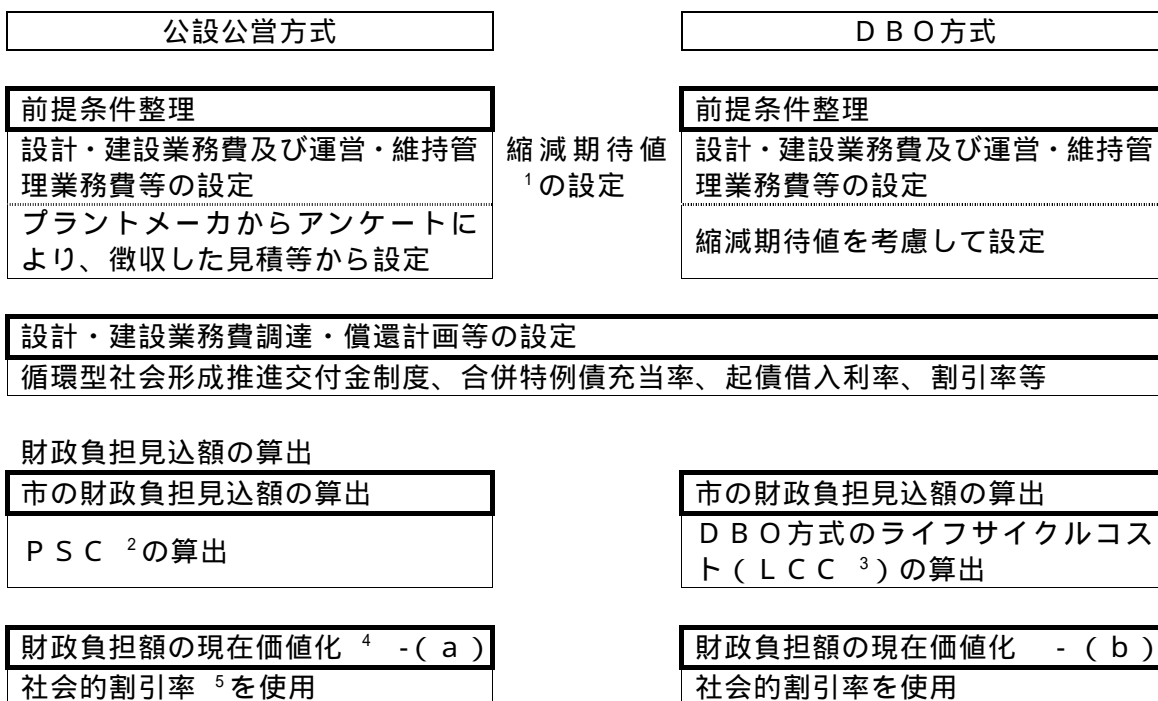 公設公営方式
DBO方式
前提条件整理
設計・建設業務費及び運営・維持管
理業務費等の設定
プラントメーカからアンケートに
より、徴収した見積等から設定
縮減期待値
1の設定
前提条件整理
設計・建設業務費及び運営・維持管
理業務費等の設定
縮減期待値を考慮して設定
設計・建設業務費調達・償還計画等の設定
循環型社会形成推進交付金制度、合併特例債充当率、起債借入利率、割引率等
財政負担見込額の算出
市の財政負担見込額の算出
PSC 2の算出
市の財政負担見込額の算出
DBO方式のライフサイクルコス
ト(LCC 3)の算出
財政負担額の現在価値化 4 -(a)
社会的割引率 5を使用
財政負担額の現在価値化 -(b)
社会的割引率を使用